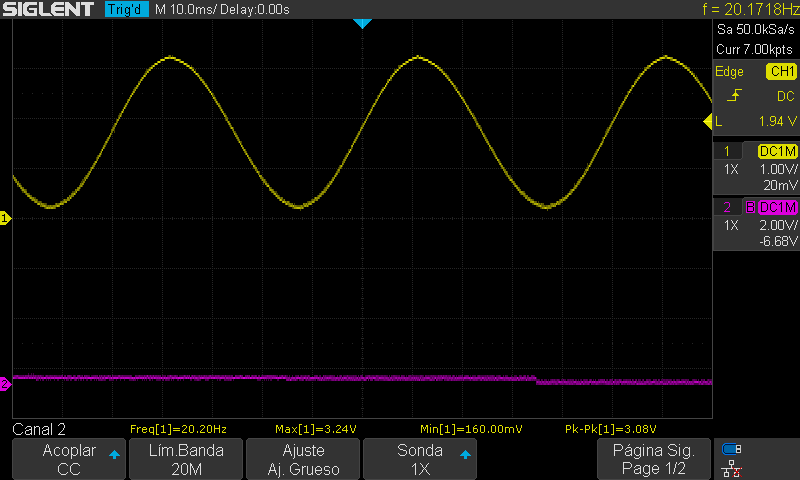 SIGLENT Trig'd M 10.0ms/ Delay:0.00s f = 20.1718Hz
Sa 50.0kSa/s
Curr 7.00kpts
Edge CH1
DC
L 1.94 V
1 DC1M
1X 1.00V/
20mV
2 B DC1M
1X 2.00V/
-6.68V
1
2
Canal 2 Freq[1]=20.20Hz Max[1]=3.24V Min[1]=160.00mV Pk-Pk[1]=3.08V
Acoplar Lím.Banda Ajuste Sonda Página Sig.
CC 20M Aj. Grueso 1X Page 1/2